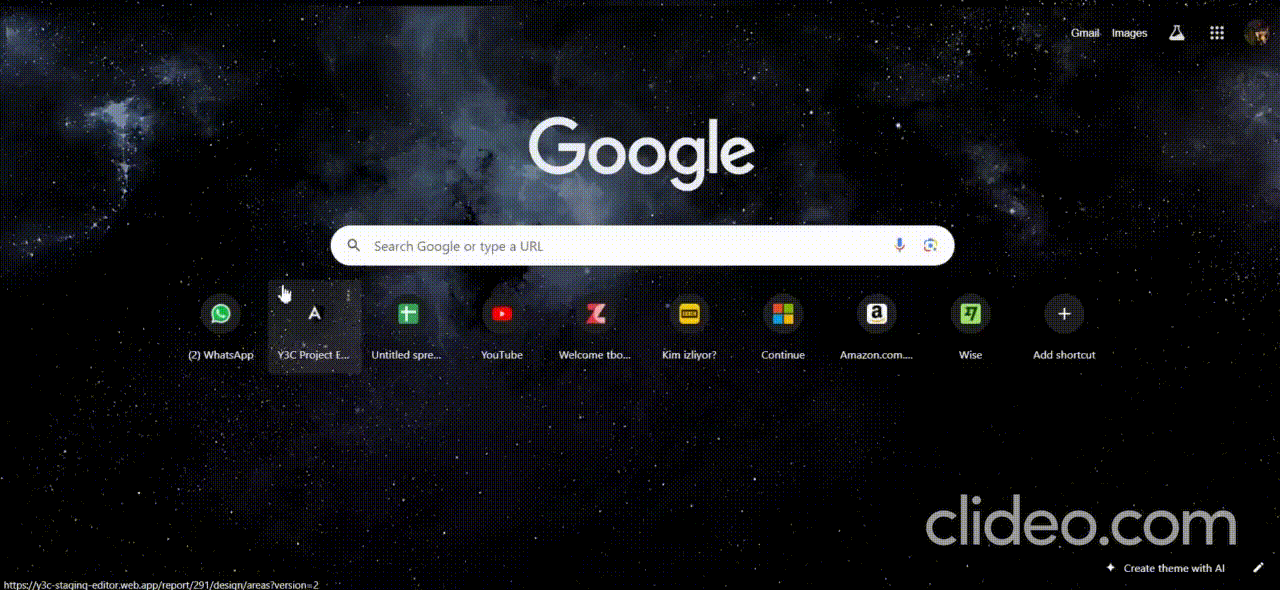 Gmail Images
Google
Search Google or type a URL
(2) WhatsApp
A
Y3C Project E...
Untitled spre...
YouTube
Welcome tbo...
Kim izliyor?
Continue
a
Amazon.com....
Wise
Add shortcut
clideo.com
Create theme with AI
https://y3c-staging-editor.web.app/report/291/design/areas?version=2